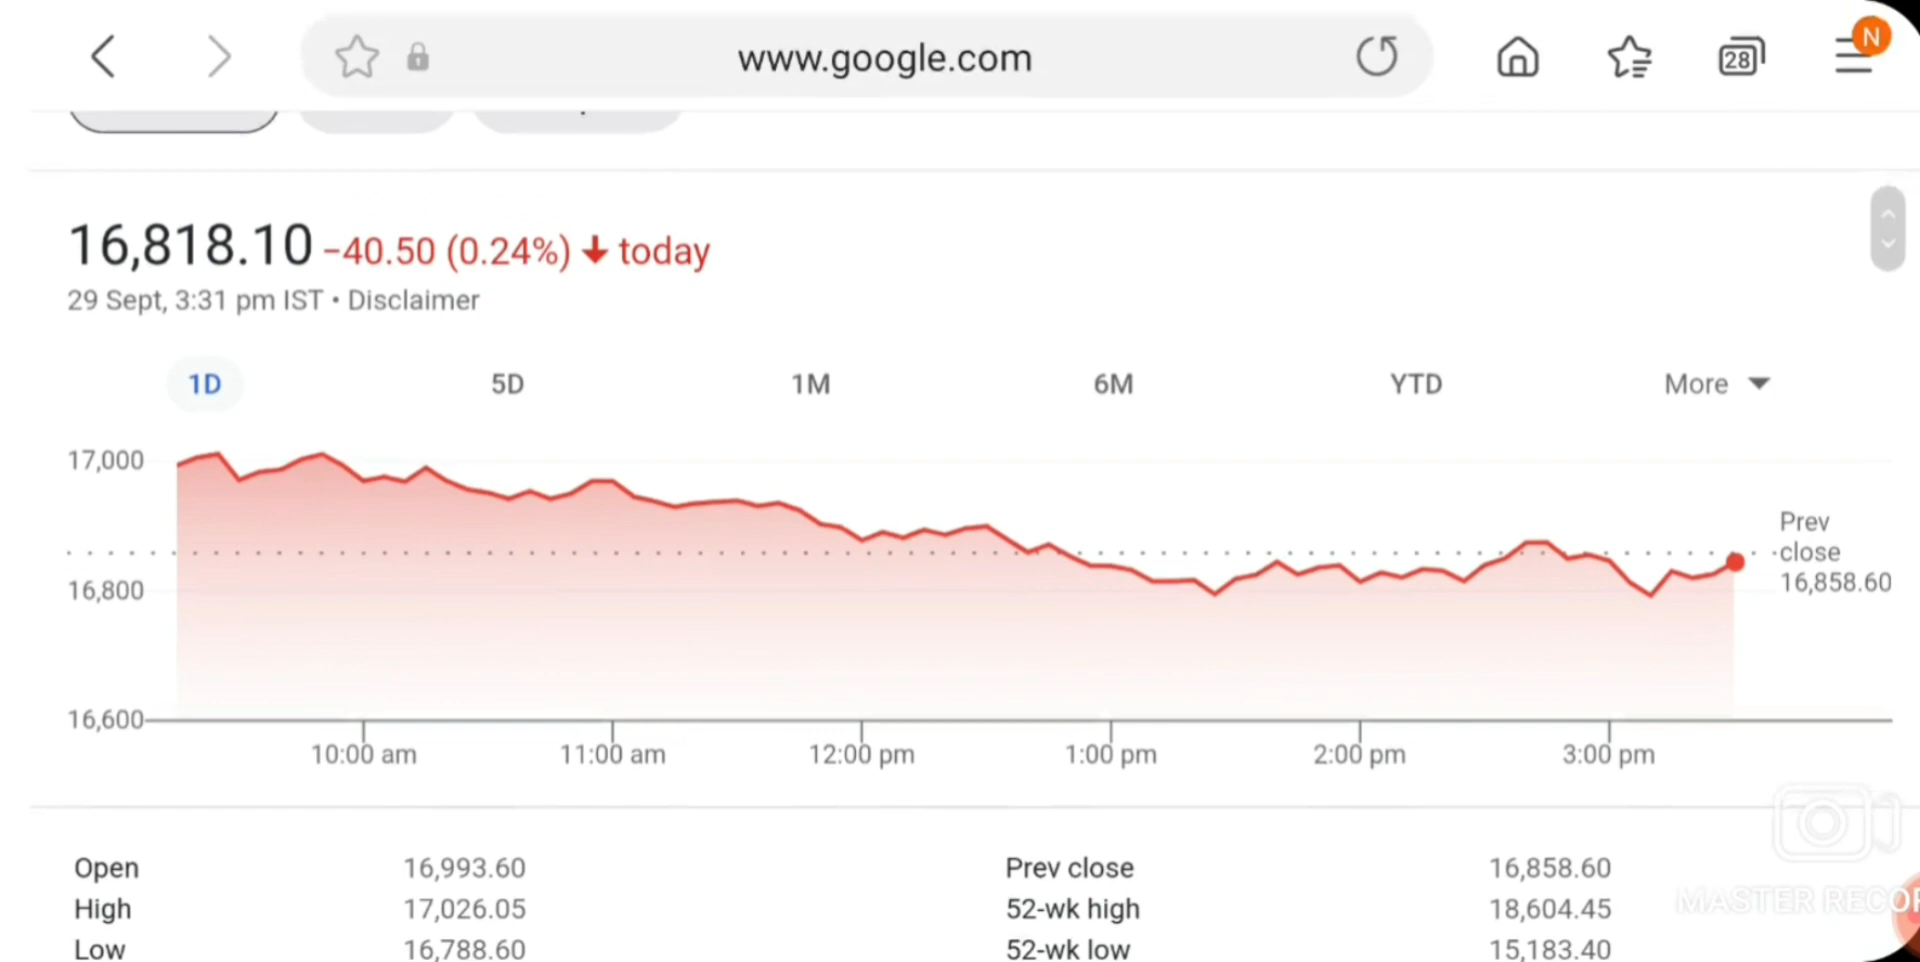 www.google.com
28
N
16,818.10 −40.50 (0.24%) ↓ today
29 Sept, 3:31 pm IST • Disclaimer
1D 5D 1M 6M YTD More
17,000
16,800
16,600
Prev
close
16,858.60
10:00 am 11:00 am 12:00 pm 1:00 pm 2:00 pm 3:00 pm
Open 16,993.60 Prev close 16,858.60
High 17,026.05 52-wk high 18,604.45
Low 16,788.60 52-wk low 15,183.40
MASTER RECOR